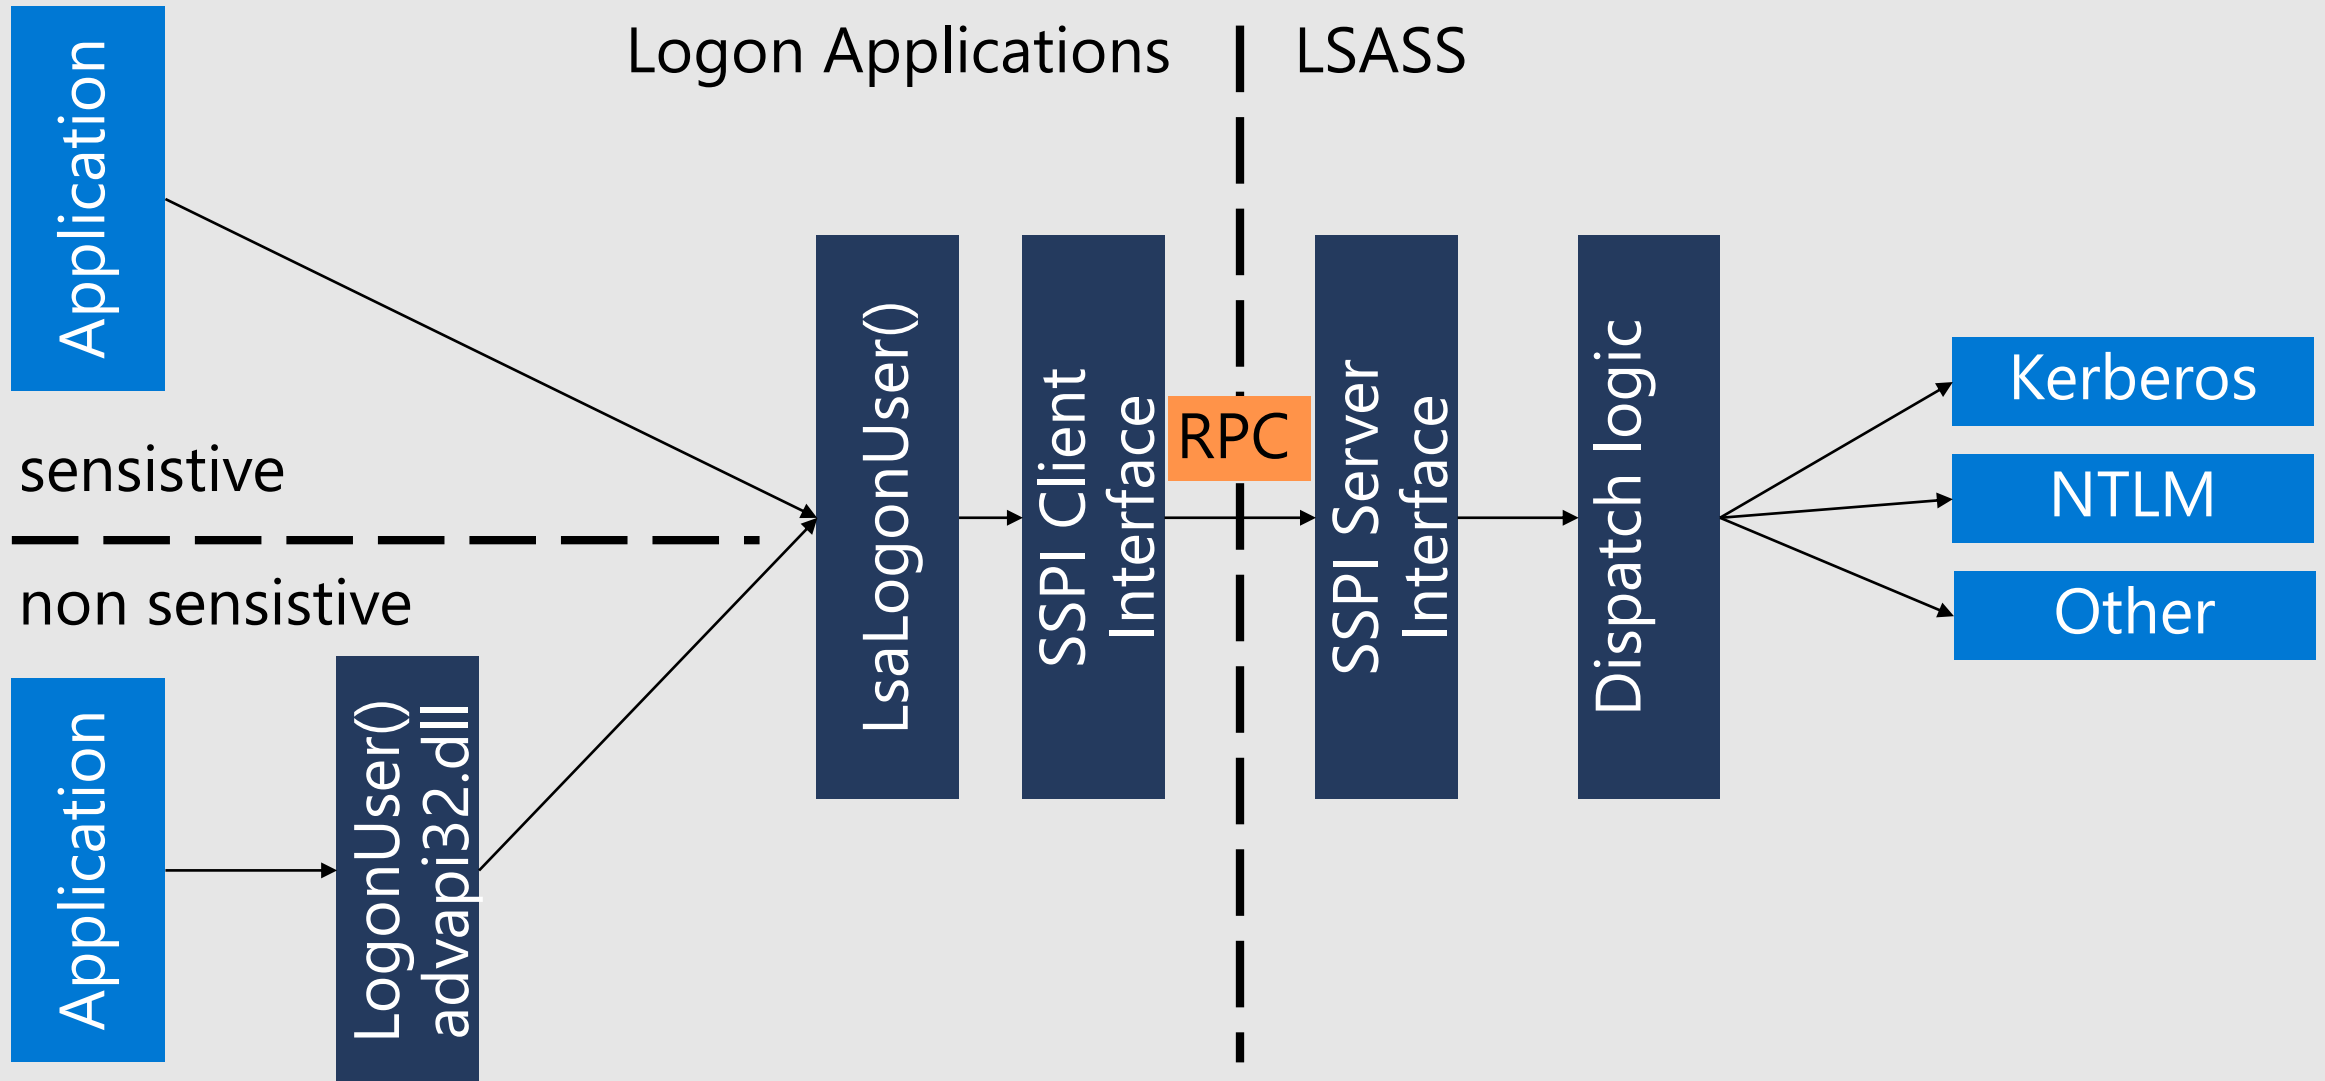 Logon Applications
LSASS
Application
sensistive
non sensistive
Application
LogonUser()
advapi32.dll
LsaLogonUser()
SSPI Client
Interface
RPC
SSPI Server
Interface
Dispatch logic
Kerberos
NTLM
Other